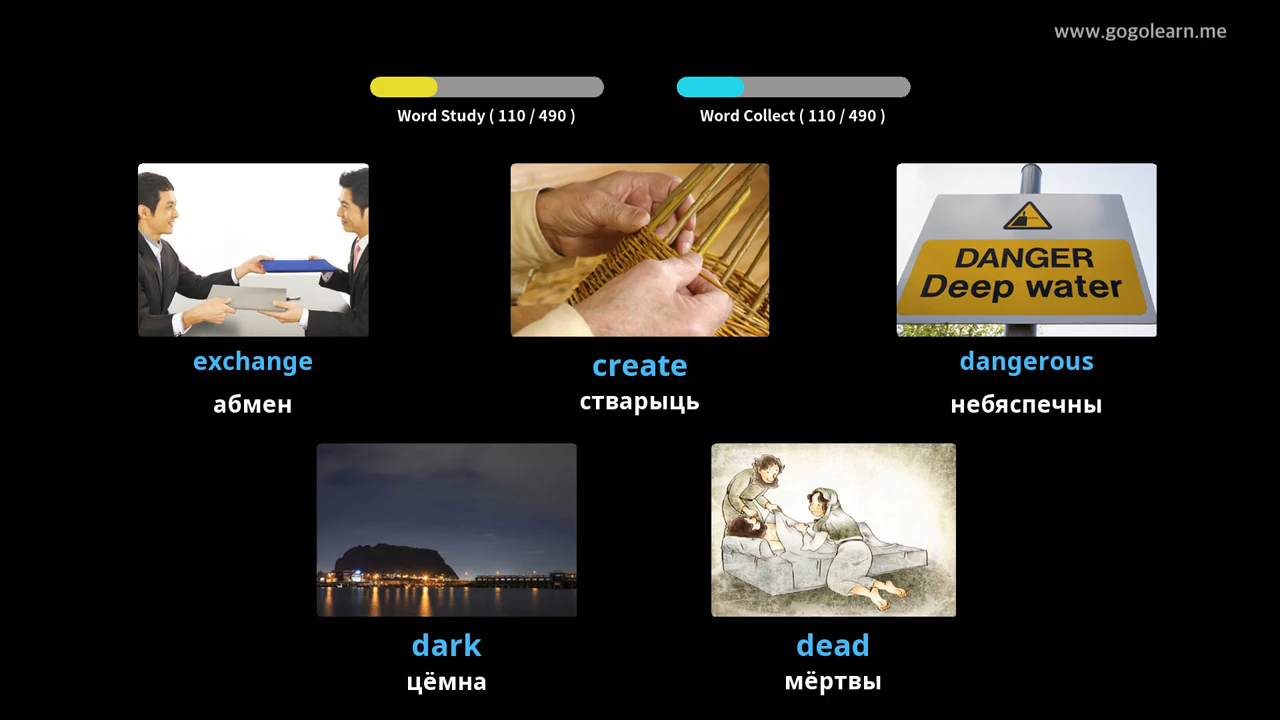 www.gogolearn.me
Word Study ( 110 / 490 )
Word Collect ( 110 / 490 )
DANGER
Deep water
exchange
create
dangerous
абмен
стварыць
небяспечны
dark
dead
цёмна
мёртвы